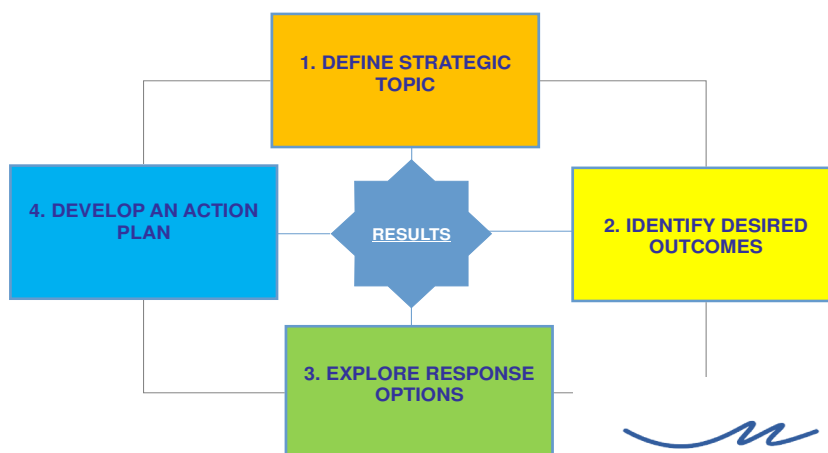 1. DEFINE STRATEGIC
TOPIC
4. DEVELOP AN ACTION
PLAN
RESULTS
2. IDENTIFY DESIRED
OUTCOMES
3. EXPLORE RESPONSE
OPTIONS